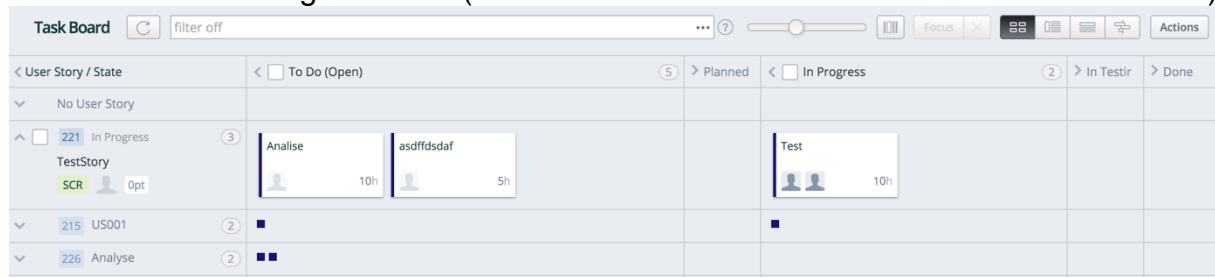 Task Board filter off ... ? Focus Actions
User Story / State To Do (Open) 5 Planned In Progress 2 In Testir Done
No User Story
221 In Progress 3
TestStory
SCR 0pt
Analise
10h
asdffdsdaf
5h
Test
10h
215 US001 2
226 Analyse 2